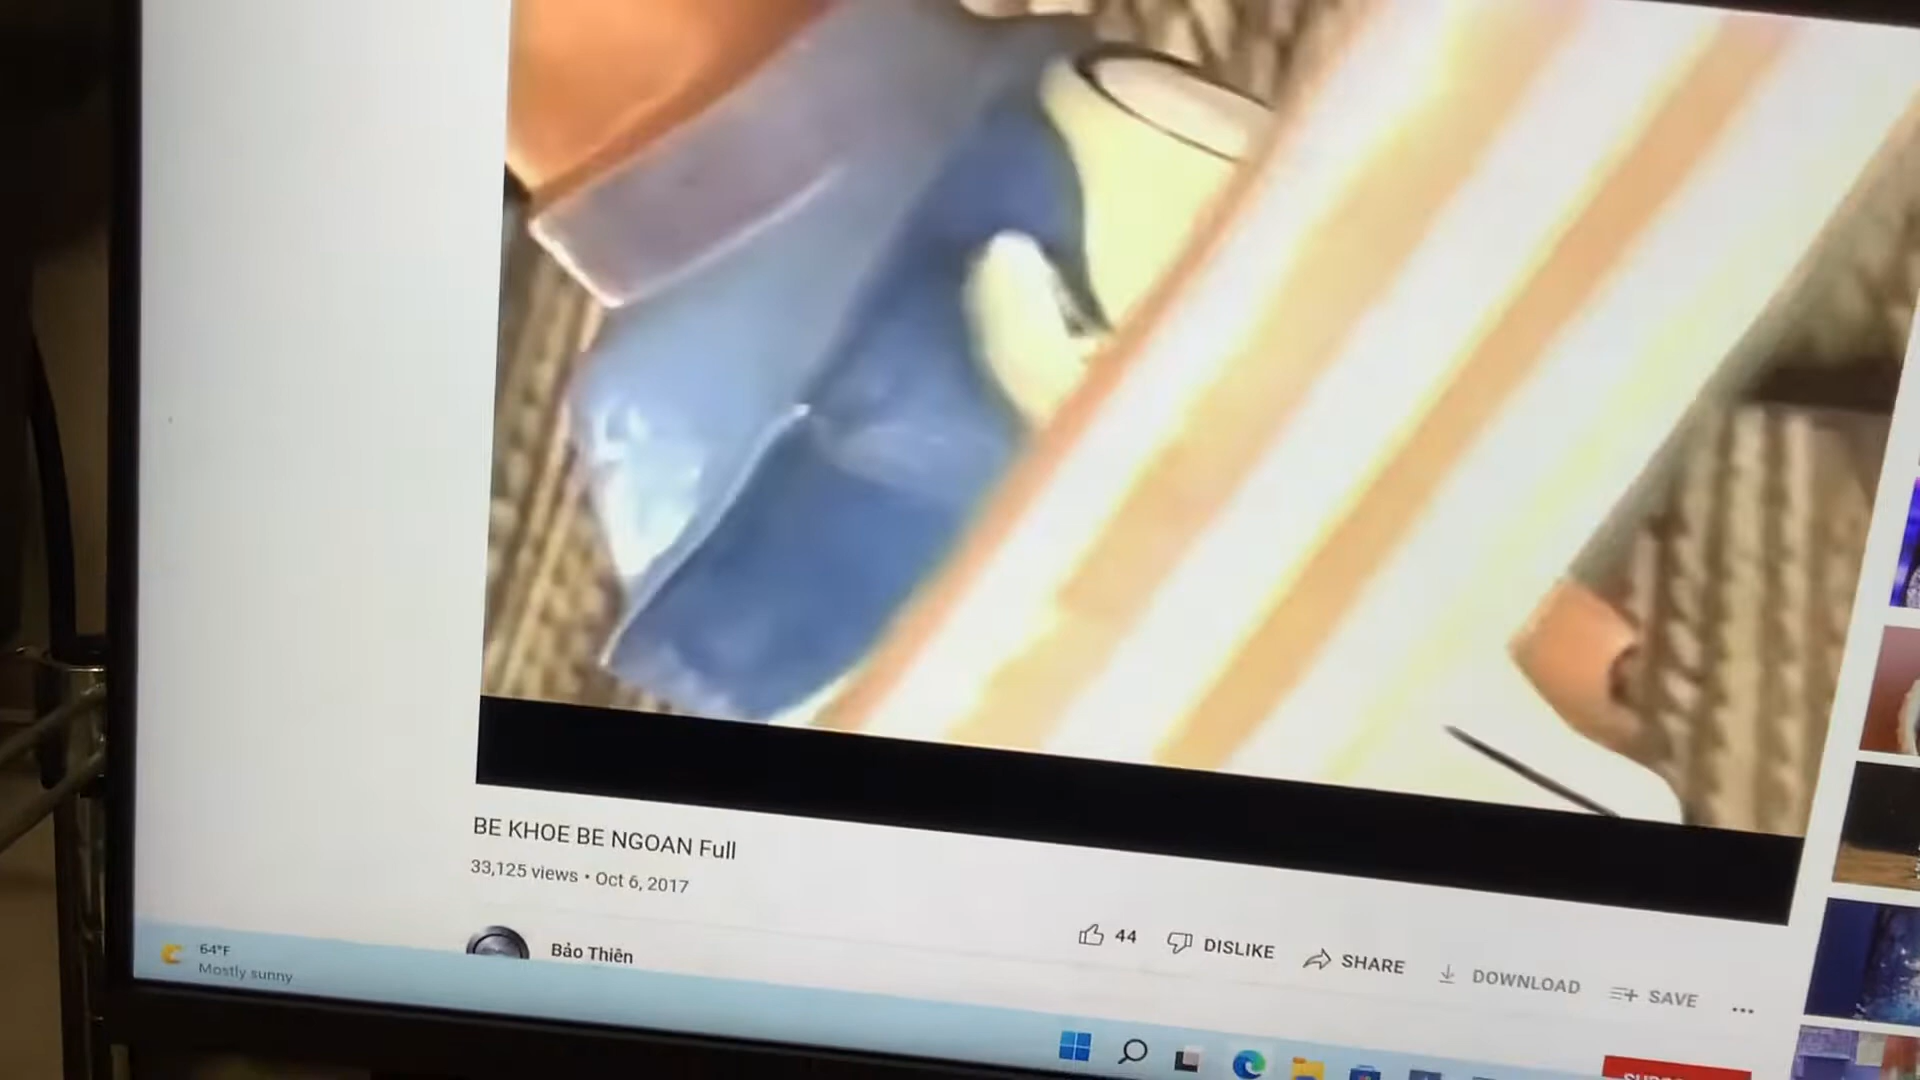 BE KHOE BE NGOAN Full
33,125 views • Oct 6, 2017
44 DISLIKE SHARE DOWNLOAD SAVE ...
Bảo Thiên
64°F
Mostly sunny